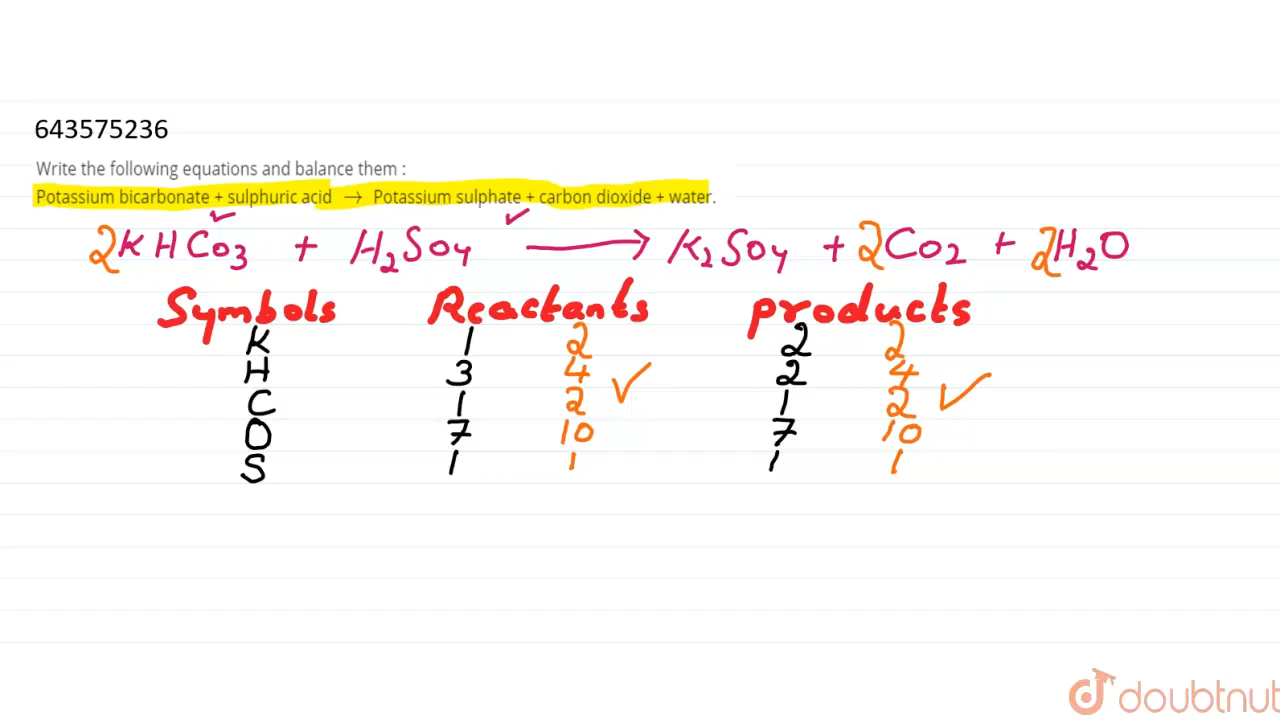 643575236
Write the following equations and balance them :
Potassium bicarbonate + sulphuric acid → Potassium sulphate + carbon dioxide + water.
2KHCO3 + H2SO4 ⟶ K2SO4 + 2CO2 + 2H2O
Symbols Reactants products
K 1 2 2 2
H 3 4 2 4
C 1 2 1 2
O 7 10 7 10
S 1 1 1 1
doubtnut